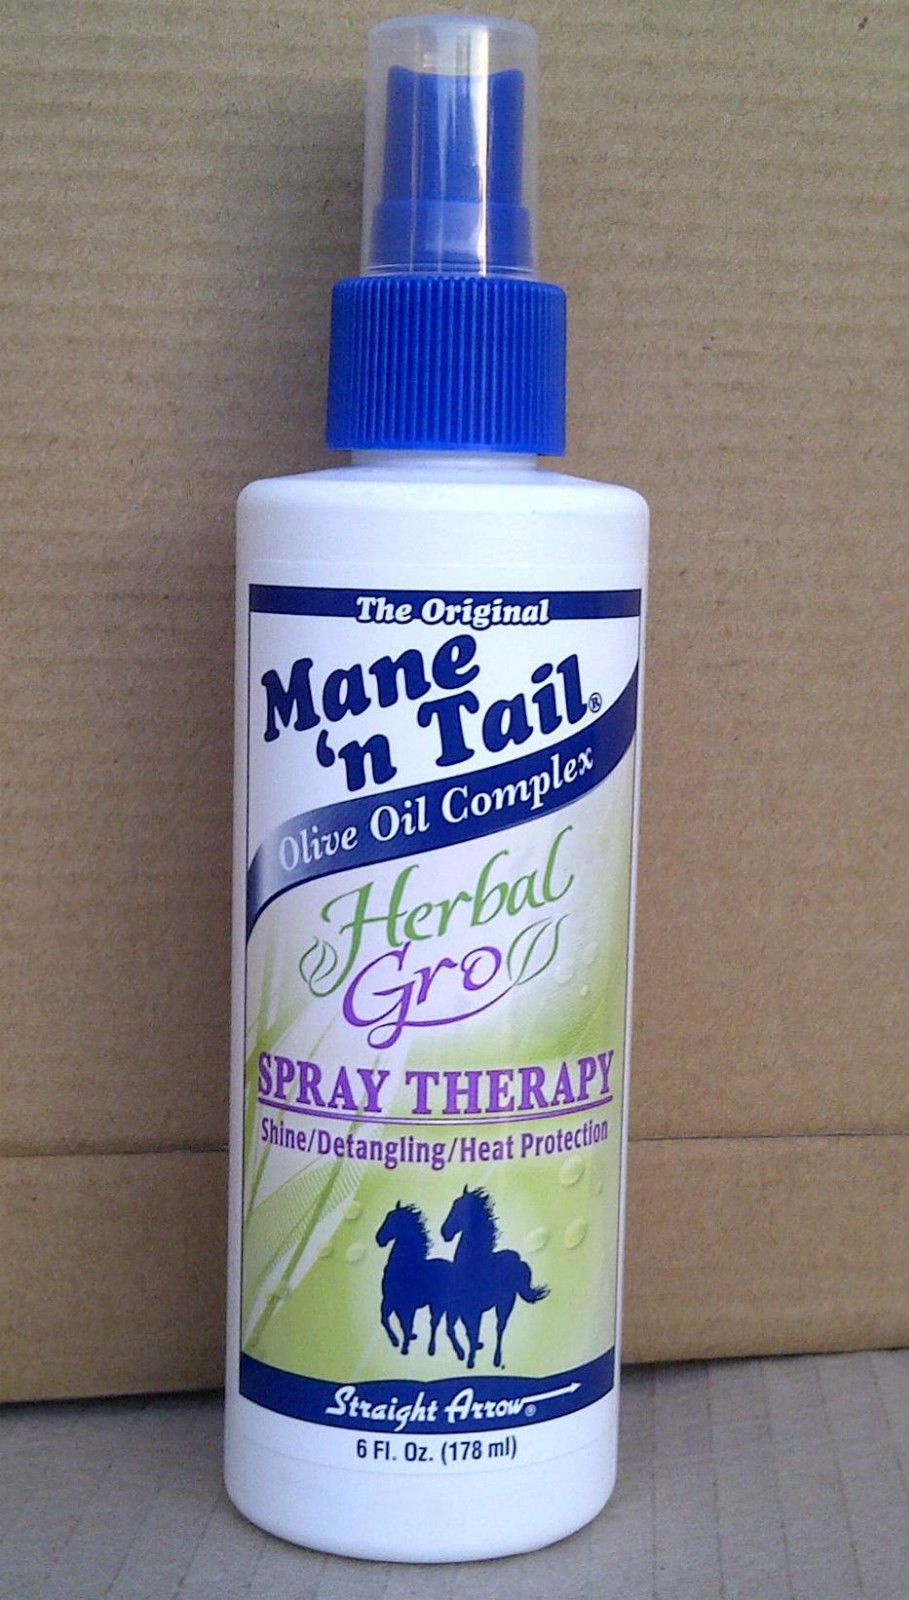 The Original
Mane
'n Tail®
Olive Oil Complex
Herbal
Gro
SPRAY THERAPY
Shine/Detangling/Heat Protection
Straight Arrow®
6 Fl. Oz. (178 ml)